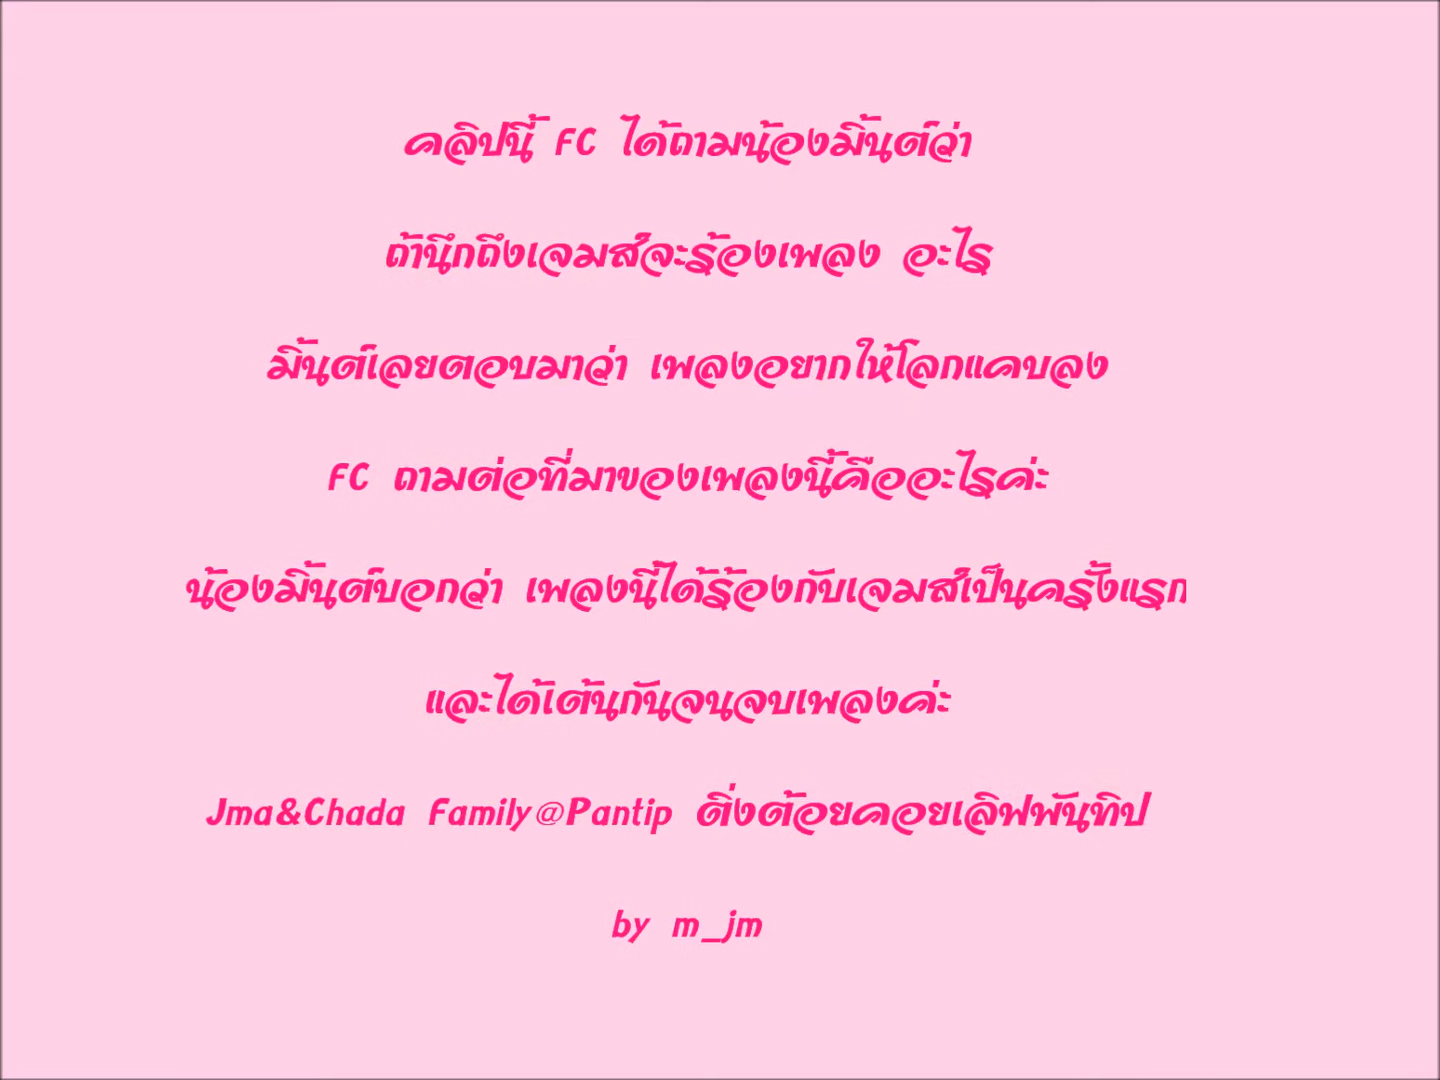 คลิปนี้ FC ได้ถามน้องมิ้นต์ว่า
ถ้านึกถึงเจมส์จะร้องเพลง อะไร
มิ้นต์เลยตอบมาว่า เพลงอยากให้โลกแคบลง
FC ถามต่อที่มาของเพลงนี้คืออะไรค่ะ
น้องมิ้นต์บอกว่า เพลงนี้ได้ร้องกับเจมส์เป็นครั้งแรก
และได้เต้นกันจนจบเพลงค่ะ
Jma&Chada Family@Pantip ติ่งต้อยคอยเลิฟพันทิป
by m_jm